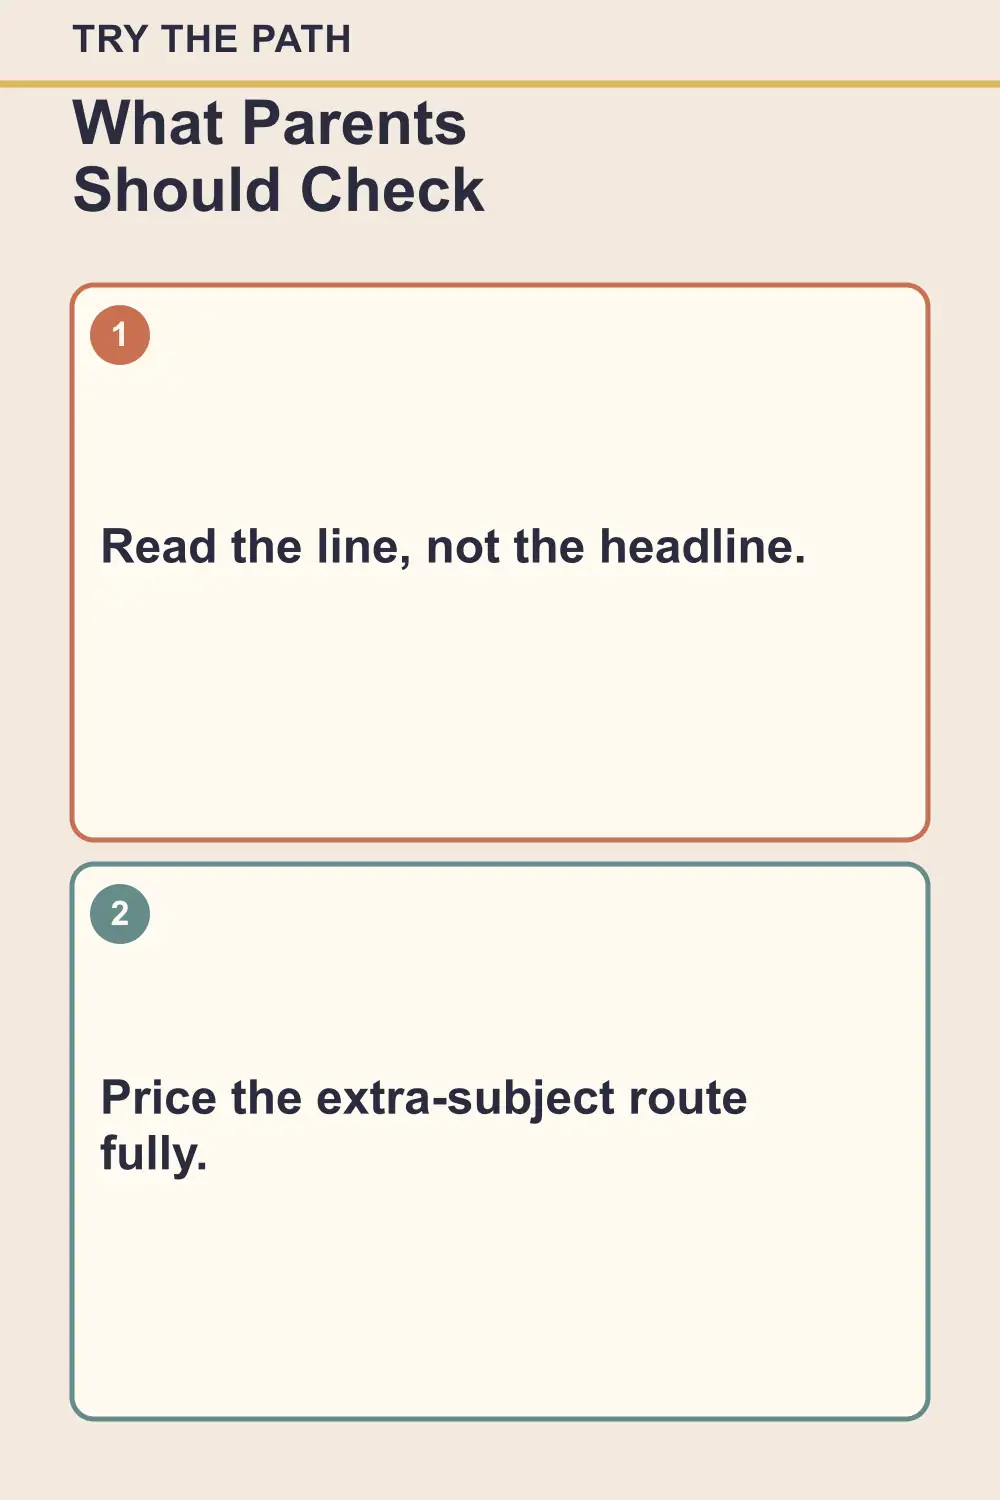 TRY THE PATH
What Parents
Should Check
1
Read the line, not the headline.
2
Price the extra-subject route
fully.